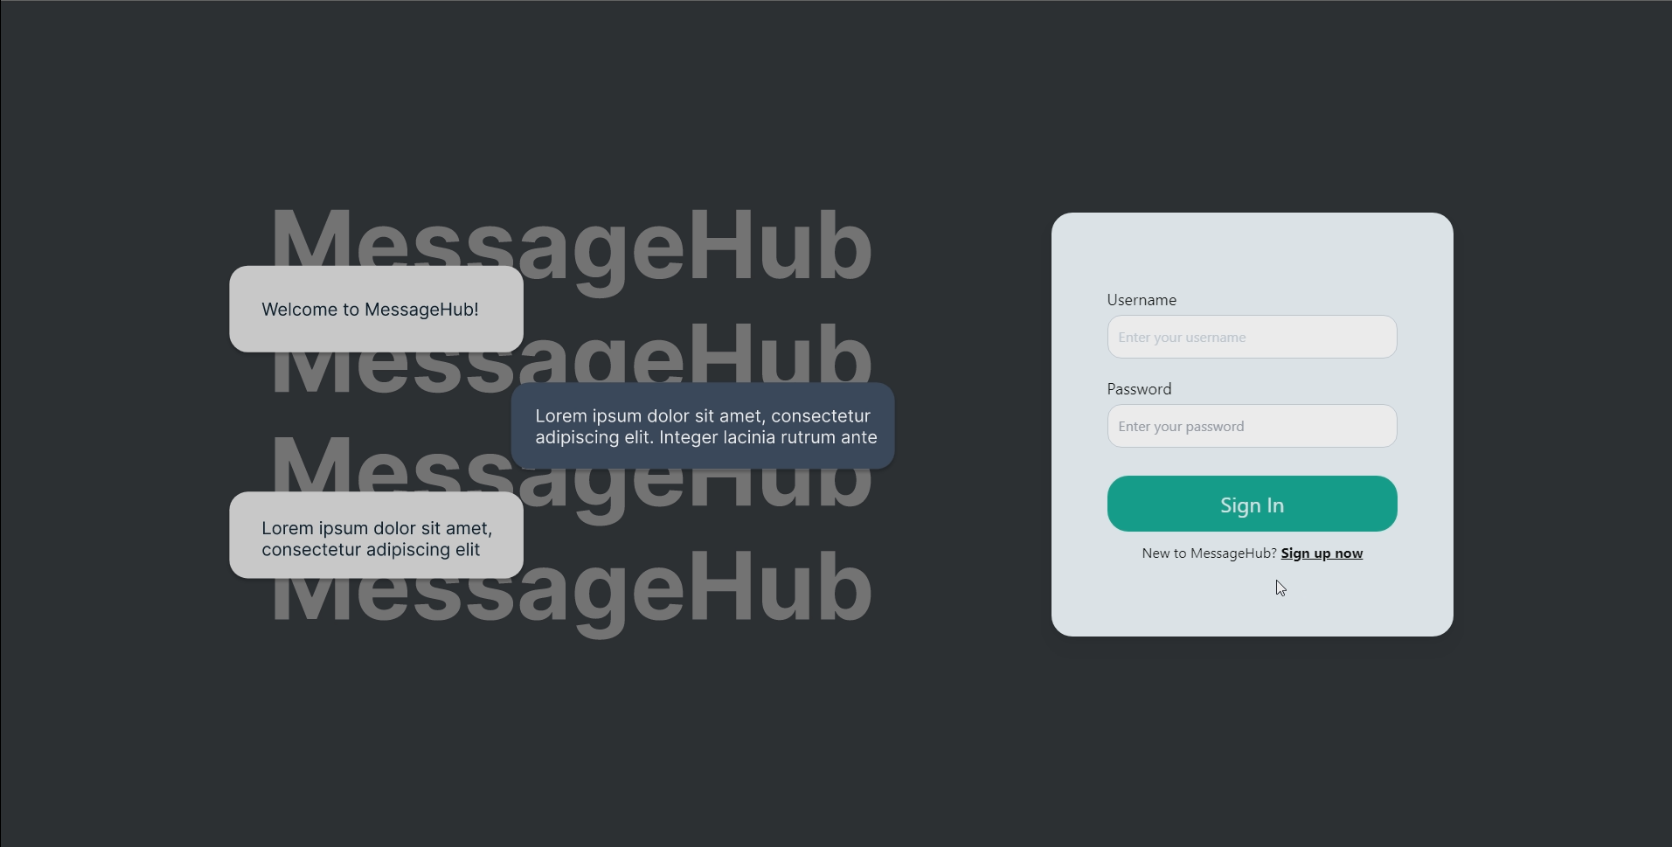 MessageHub
Welcome to MessageHub!
MessageHub
Lorem ipsum dolor sit amet, consectetur
adipiscing elit. Integer lacinia rutrum ante
MessageHub
Lorem ipsum dolor sit amet,
consectetur adipiscing elit
MessageHub
Username
Enter your username
Password
Enter your password
Sign In
New to MessageHub? Sign up now